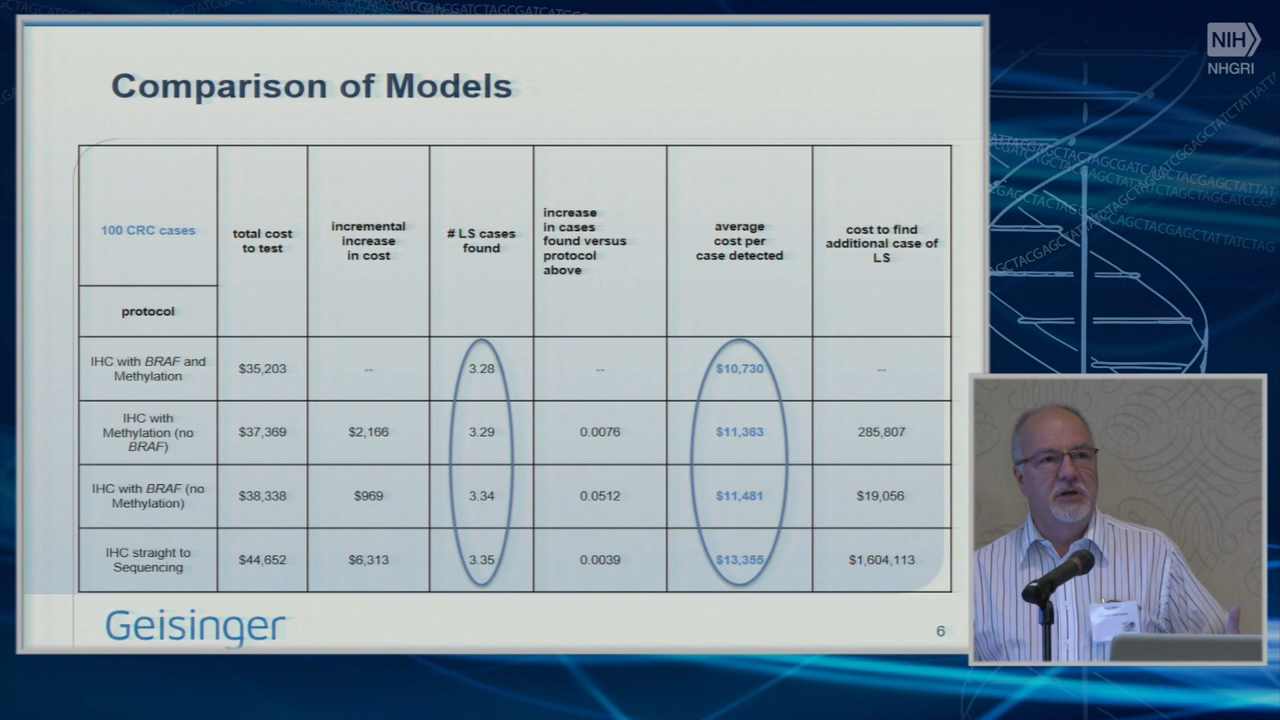 NIH
NHGRI
Comparison of Models
100 CRC cases
protocol
total cost
to test
incremental
increase
in cost
# LS cases
found
increase
in cases
found versus
protocol
above
average
cost per
case detected
cost to find
additional case of
LS
IHC with BRAF and
Methylation
$35,203
--
3.28
--
$10,730
--
IHC with
Methylation (no
BRAF)
$37,369
$2,166
3.29
0.0076
$11,363
285,807
IHC with BRAF (no
Methylation)
$38,338
$969
3.34
0.0512
$11,481
$19,056
IHC straight to
Sequencing
$44,652
$6,313
3.35
0.0039
$13,355
$1,604,113
Geisinger
6